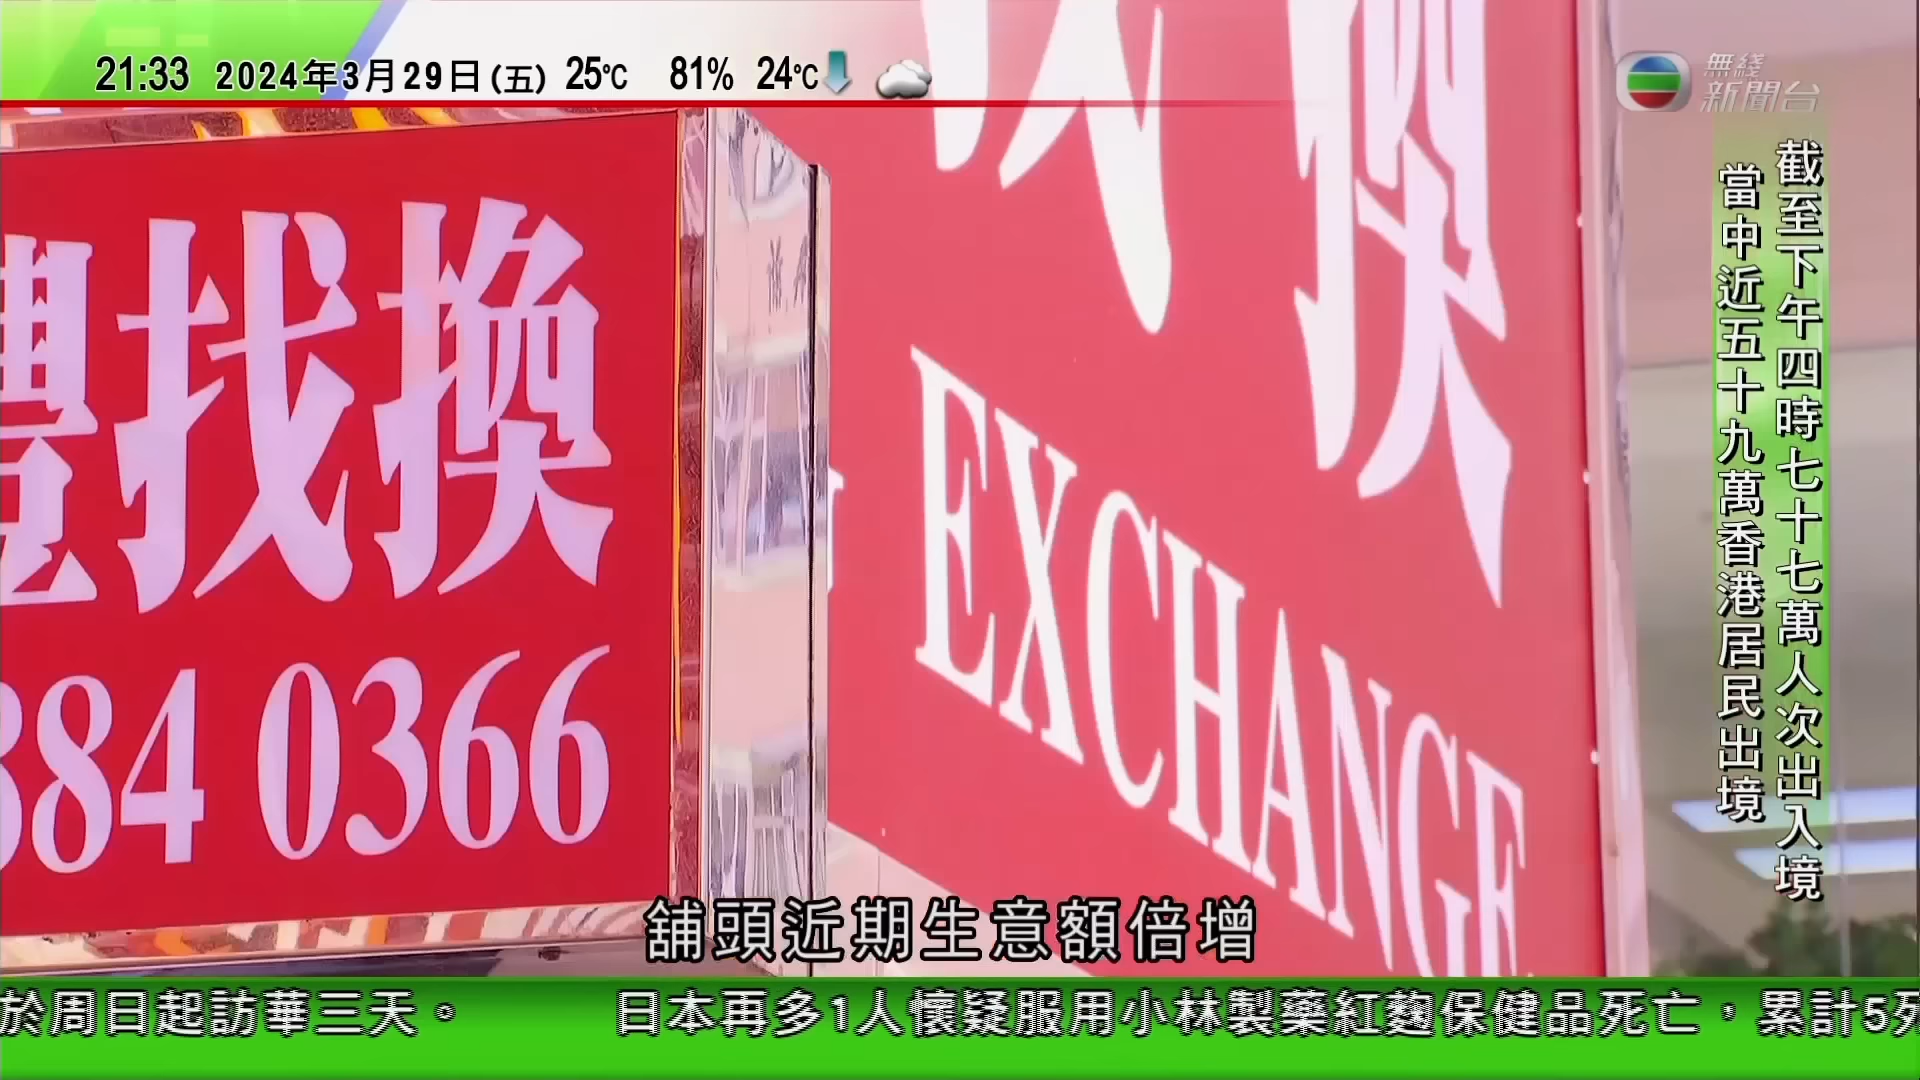 21:33 2024年3月29日(五) 25℃ 81% 24℃
無綫
新聞台
截至下午四時七十七萬人次出入境
當中近五十九萬香港居民出境
找換
384 0366
找換
EXCHANGE
舖頭近期生意額倍增
於周日起訪華三天。 日本再多1人懷疑服用小林製藥紅麴保健品死亡，累計5死